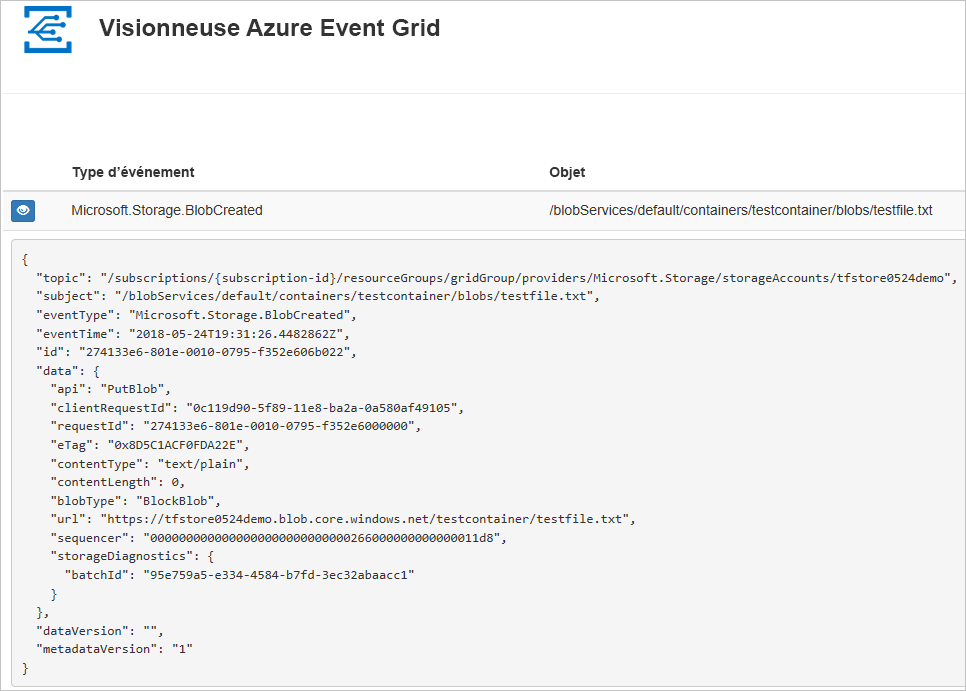 Visionneuse Azure Event Grid
Type d’événement Objet
Microsoft.Storage.BlobCreated /blobServices/default/containers/testcontainer/blobs/testfile.txt
{
"topic": "/subscriptions/{subscription-id}/resourceGroups/gridGroup/providers/Microsoft.Storage/storageAccounts/tfstore0524demo",
"subject": "/blobServices/default/containers/testcontainer/blobs/testfile.txt",
"eventType": "Microsoft.Storage.BlobCreated",
"eventTime": "2018-05-24T19:31:26.4482862Z",
"id": "274133e6-801e-0010-0795-f352e606b022",
"data": {
"api": "PutBlob",
"clientRequestId": "0c119d90-5f89-11e8-ba2a-0a580af49105",
"requestId": "274133e6-801e-0010-0795-f352e6000000",
"eTag": "0x8D5C1ACF0FDA22E",
"contentType": "text/plain",
"contentLength": 0,
"blobType": "BlockBlob",
"url": "https://tfstore0524demo.blob.core.windows.net/testcontainer/testfile.txt",
"sequencer": "00000000000000000000000000000266000000000000011d8",
"storageDiagnostics": {
"batchId": "95e759a5-e334-4584-b7fd-3ec32abaacc1"
}
},
"dataVersion": "",
"metadataVersion": "1"
}